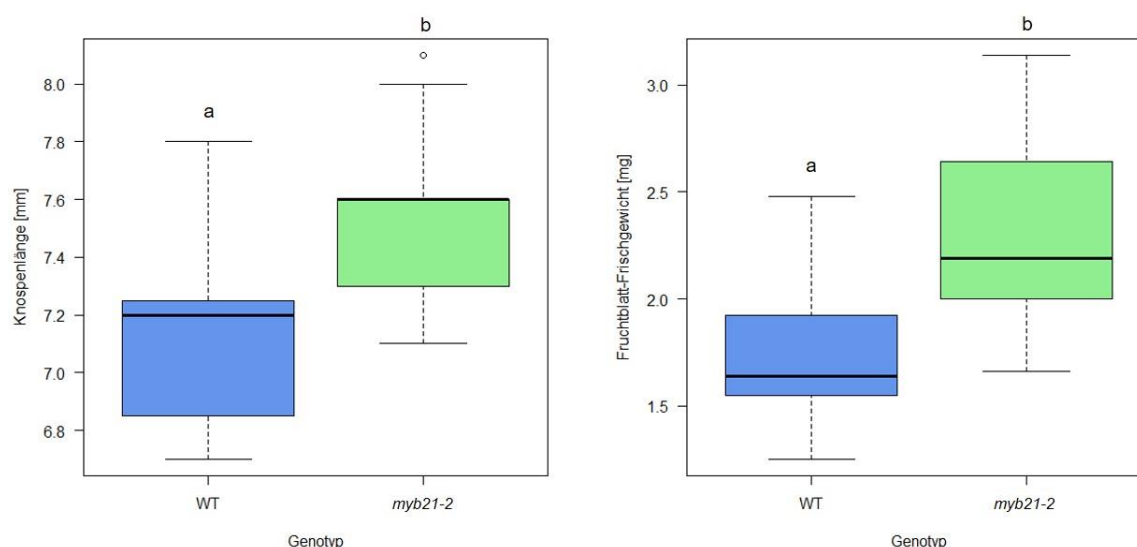 b
a
8.0
7.8
7.6
7.4
7.2
7.0
6.8
Knospenlänge [mm]
WT
myb21-2
Genotyp
b
a
3.0
2.5
2.0
1.5
Fruchtblatt-Frischgewicht [mg]
WT
myb21-2
Genotyp